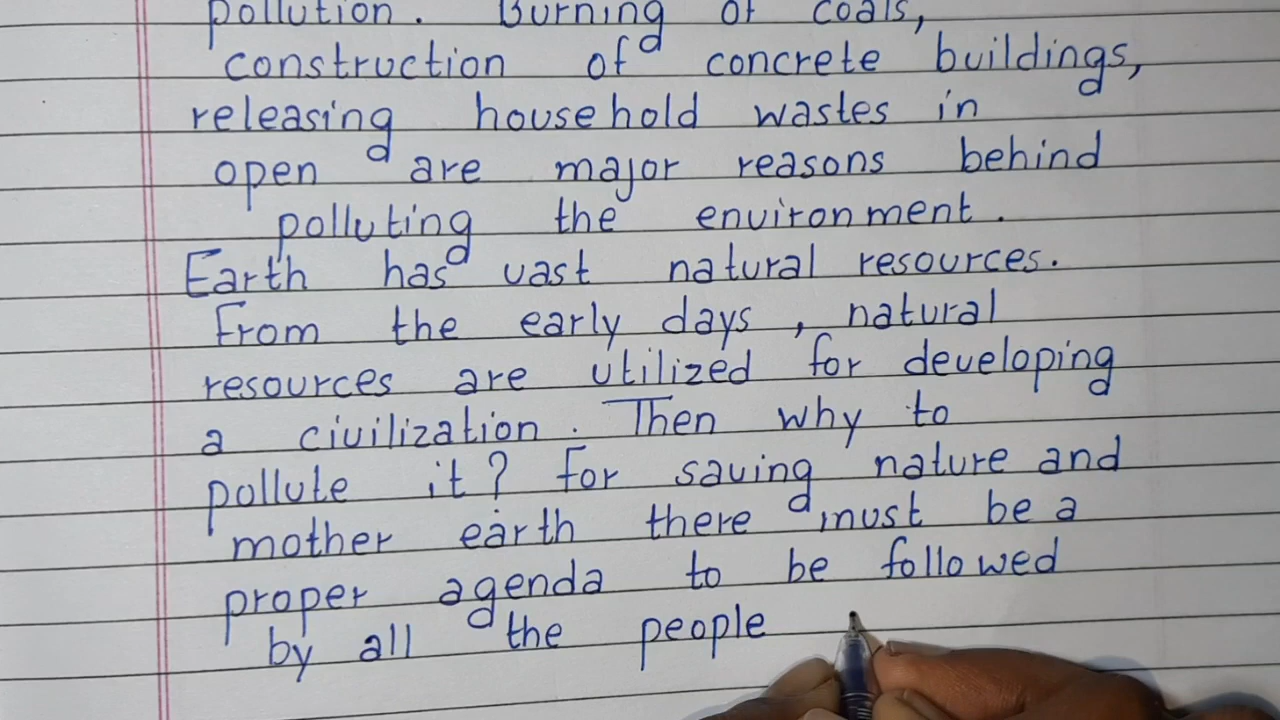 pollution. Burning of coals,
construction of concrete buildings,
releasing household wastes in
open are major reasons behind
polluting the environment.
Earth has vast natural resources.
From the early days, natural
resources are utilized for developing
a civilization. Then why to
pollute it? For saving nature and
mother earth there must be a
proper agenda to be followed
by all the people